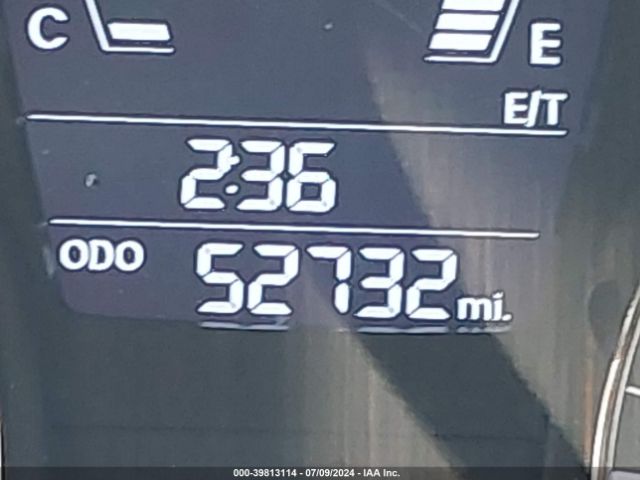 C E
E/T
2:36
ODO 52732 mi.
000-39813114 - 07/09/2024 - IAA Inc.